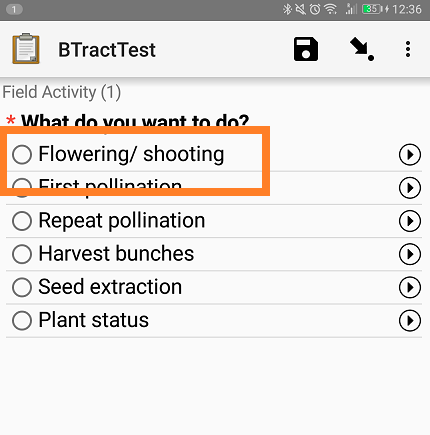 1
35
12:36
BTractTest
Field Activity (1)
* What do you want to do?
Flowering/ shooting
First pollination
Repeat pollination
Harvest bunches
Seed extraction
Plant status